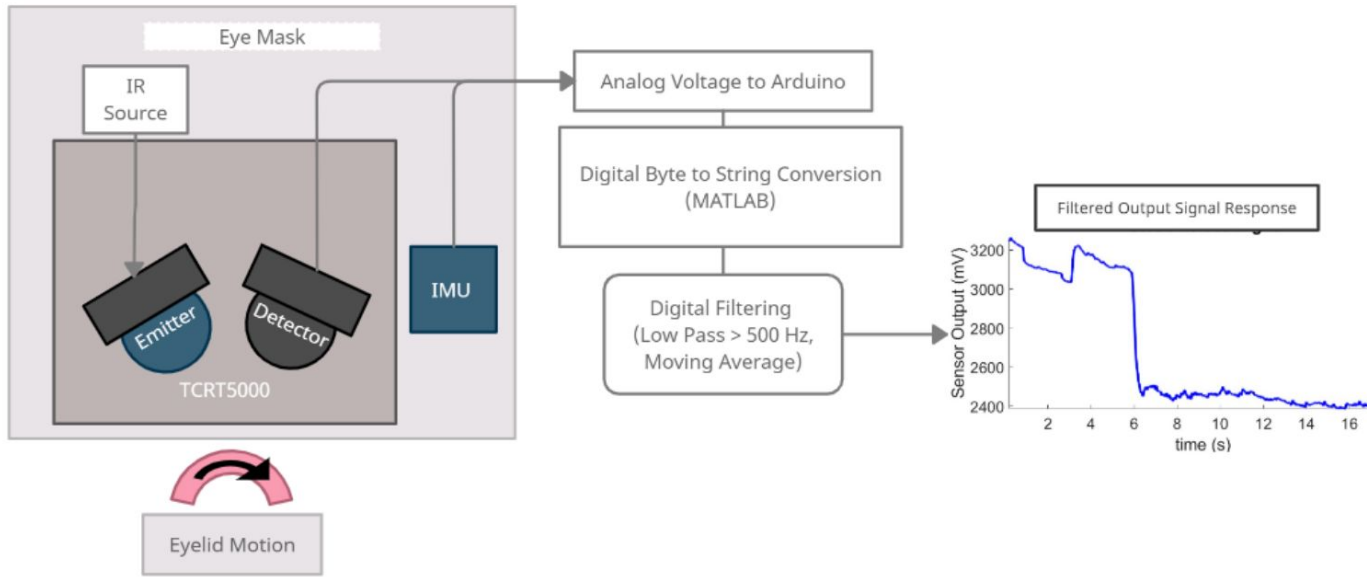 Eye Mask
IR
Source
Emitter
Detector
TCRT5000
IMU
Eyelid Motion
Analog Voltage to Arduino
Digital Byte to String Conversion
(MATLAB)
Digital Filtering
(Low Pass > 500 Hz,
Moving Average)
Filtered Output Signal Response
Sensor Output (mV)
3200
3000
2800
2600
2400
2 4 6 8 10 12 14 16
time (s)